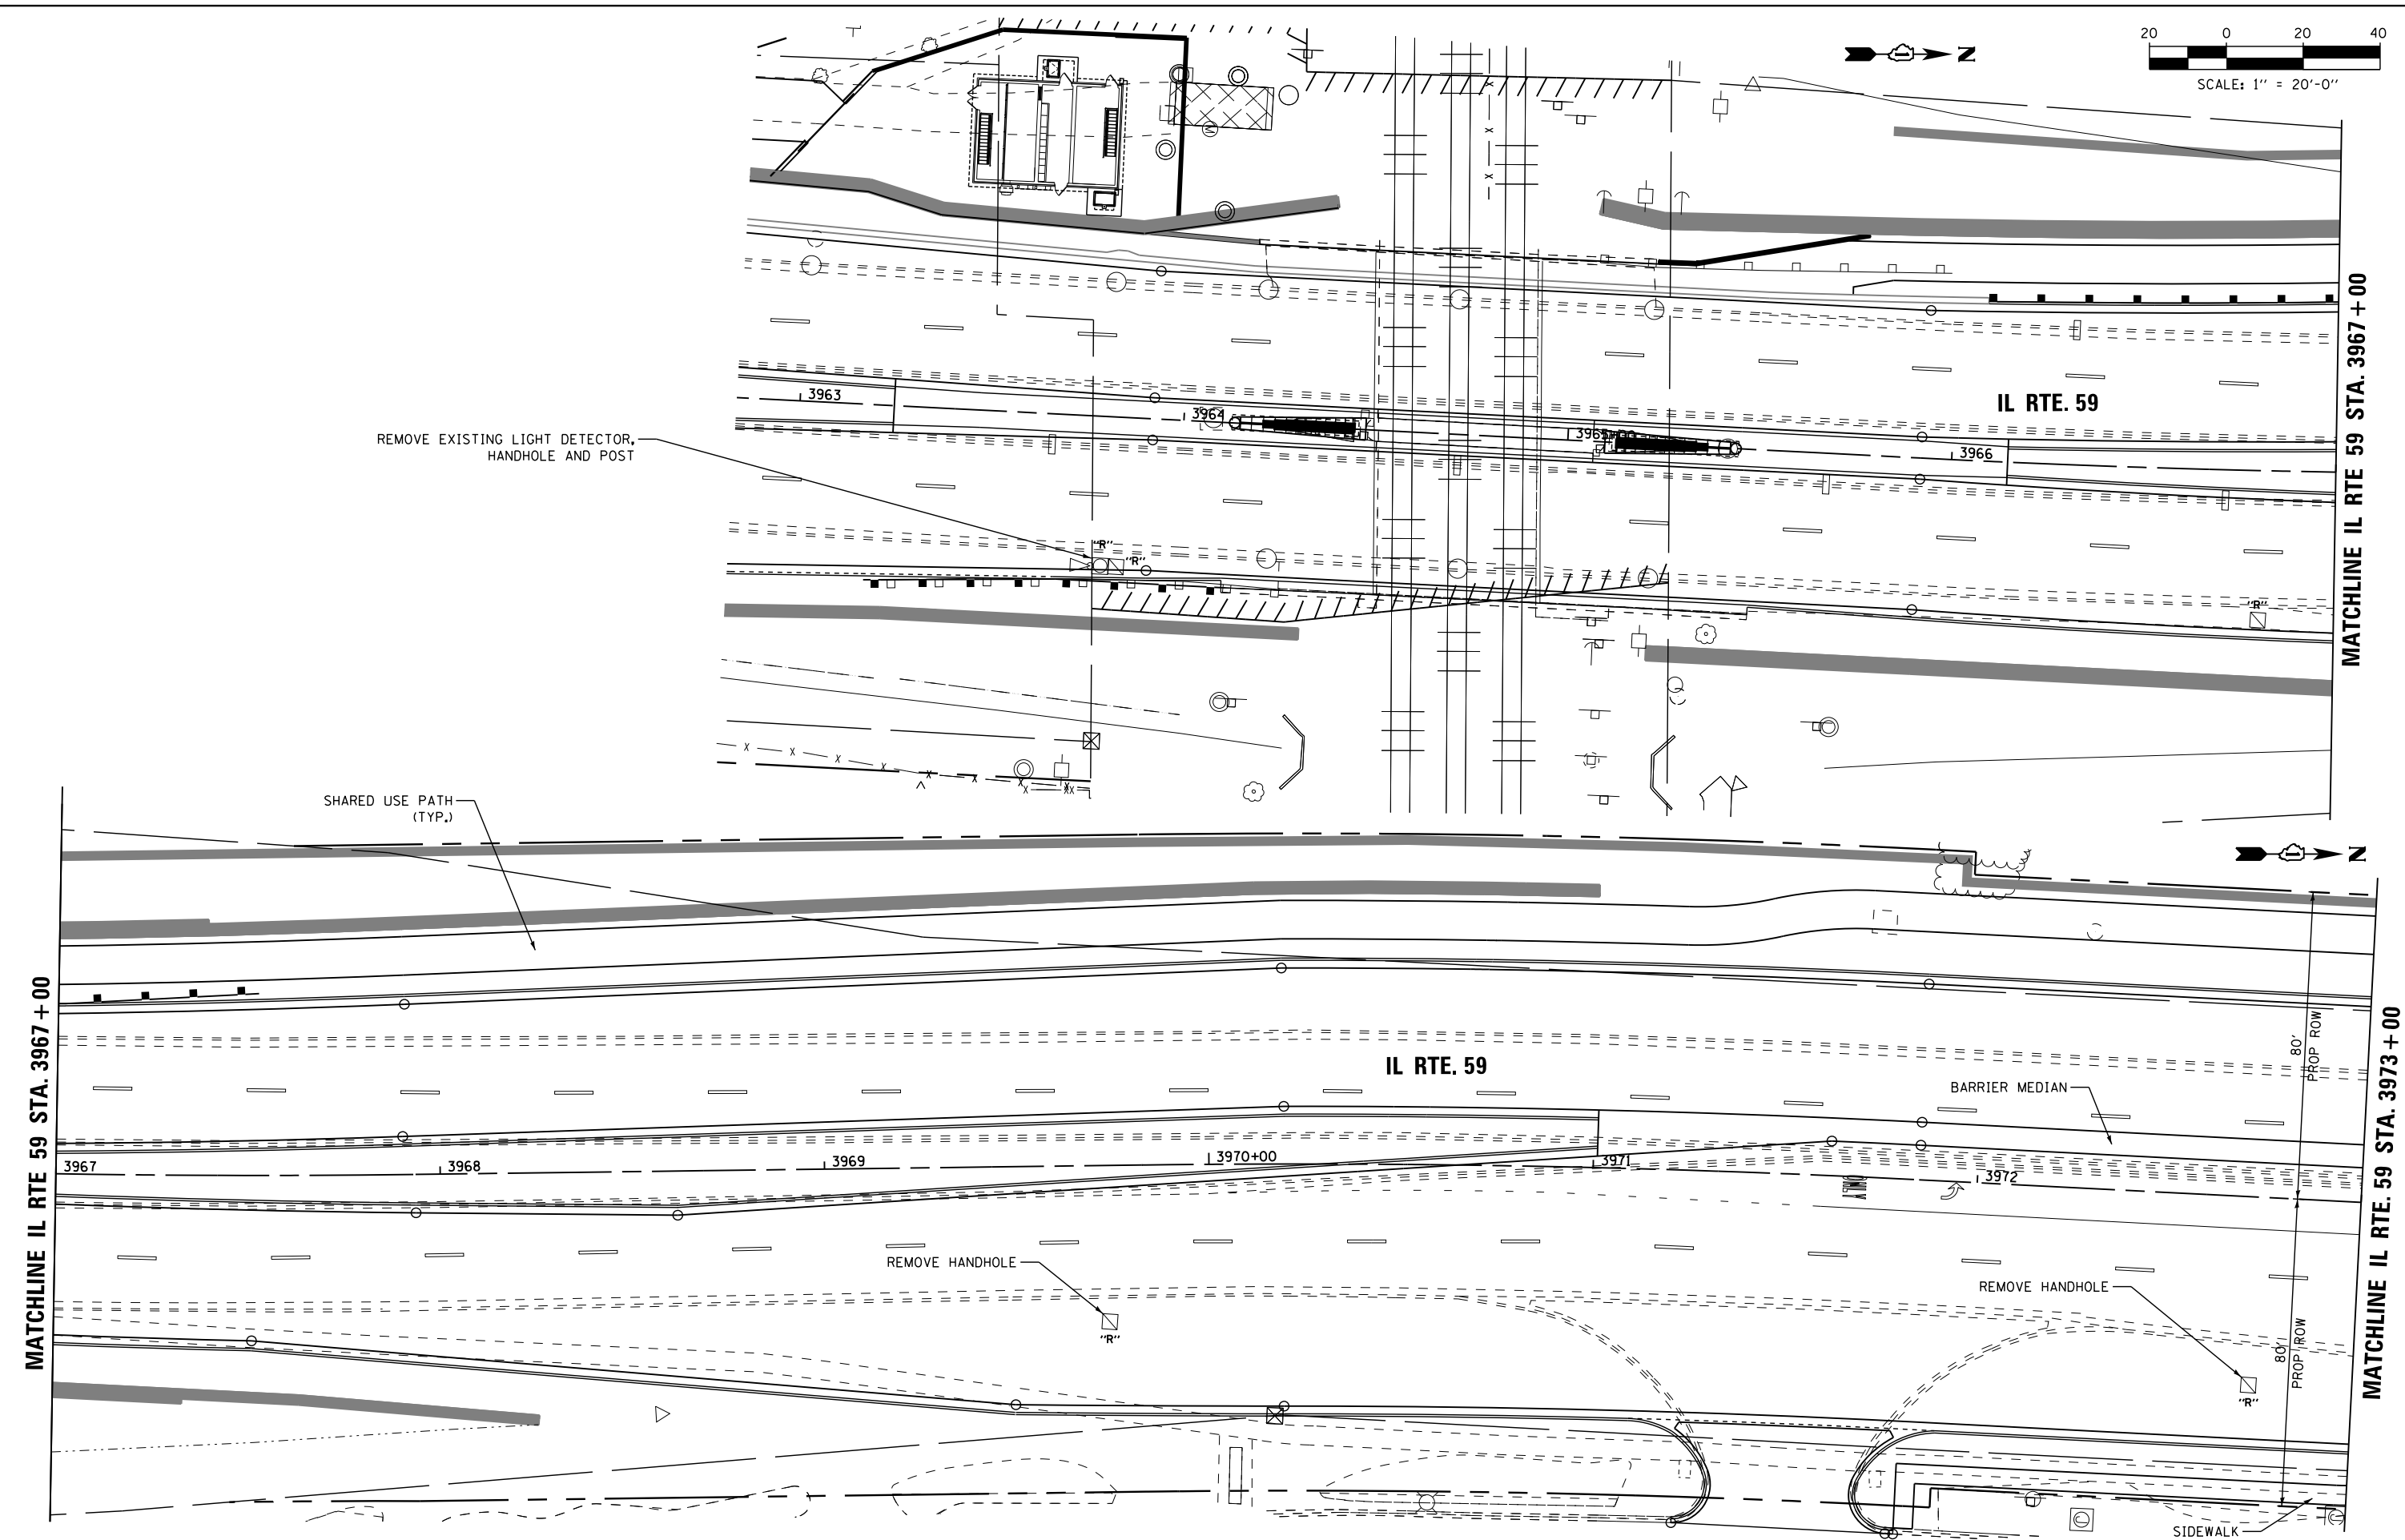 20 0 20 40
SCALE: 1" = 20'-0"
N
MATCHLINE IL RTE 59 STA. 3967+00
IL RTE. 59
3963
3964
3966
REMOVE EXISTING LIGHT DETECTOR,
HANDHOLE AND POST
"R"
"R"
"R"
M
SHARED USE PATH
(TYP.)
N
MATCHLINE IL RTE 59 STA. 3967+00
IL RTE. 59
80'
PROP ROW
BARRIER MEDIAN
3967
3968
3969
3970+00
3971
3972
ONLY
REMOVE HANDHOLE
"R"
REMOVE HANDHOLE
"R"
80'
PROP ROW
MATCHLINE IL RTE. 59 STA. 3973+00
SIDEWALK